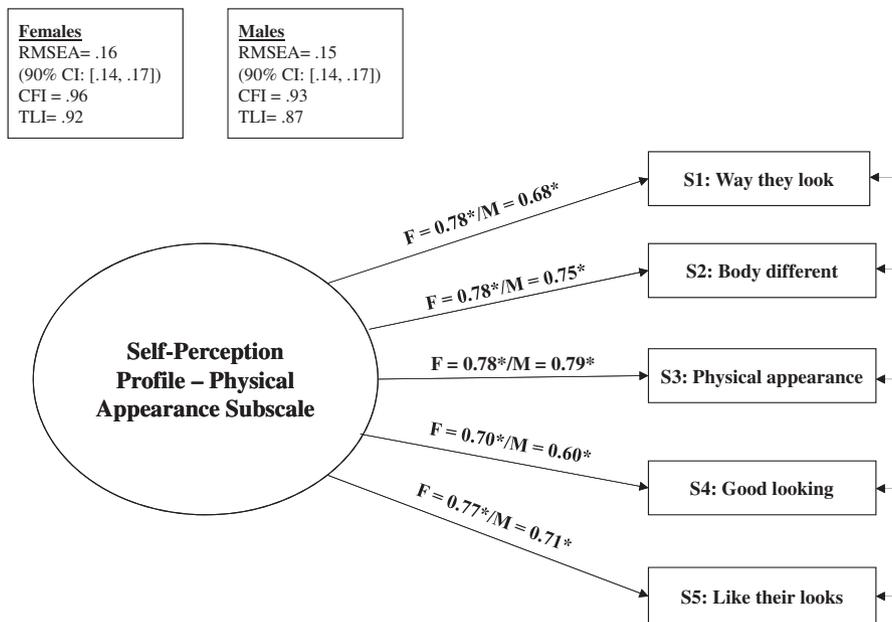 Females
RMSEA= .16
(90% CI: [.14, .17])
CFI = .96
TLI= .92
Males
RMSEA= .15
(90% CI: [.14, .17])
CFI = .93
TLI= .87
S1: Way they look
F = 0.78*/M = 0.68*
S2: Body different
F = 0.78*/M = 0.75*
Self-Perception
Profile – Physical
Appearance Subscale
F = 0.78*/M = 0.79*
S3: Physical appearance
F = 0.70*/M = 0.60*
S4: Good looking
F = 0.77*/M = 0.71*
S5: Like their looks